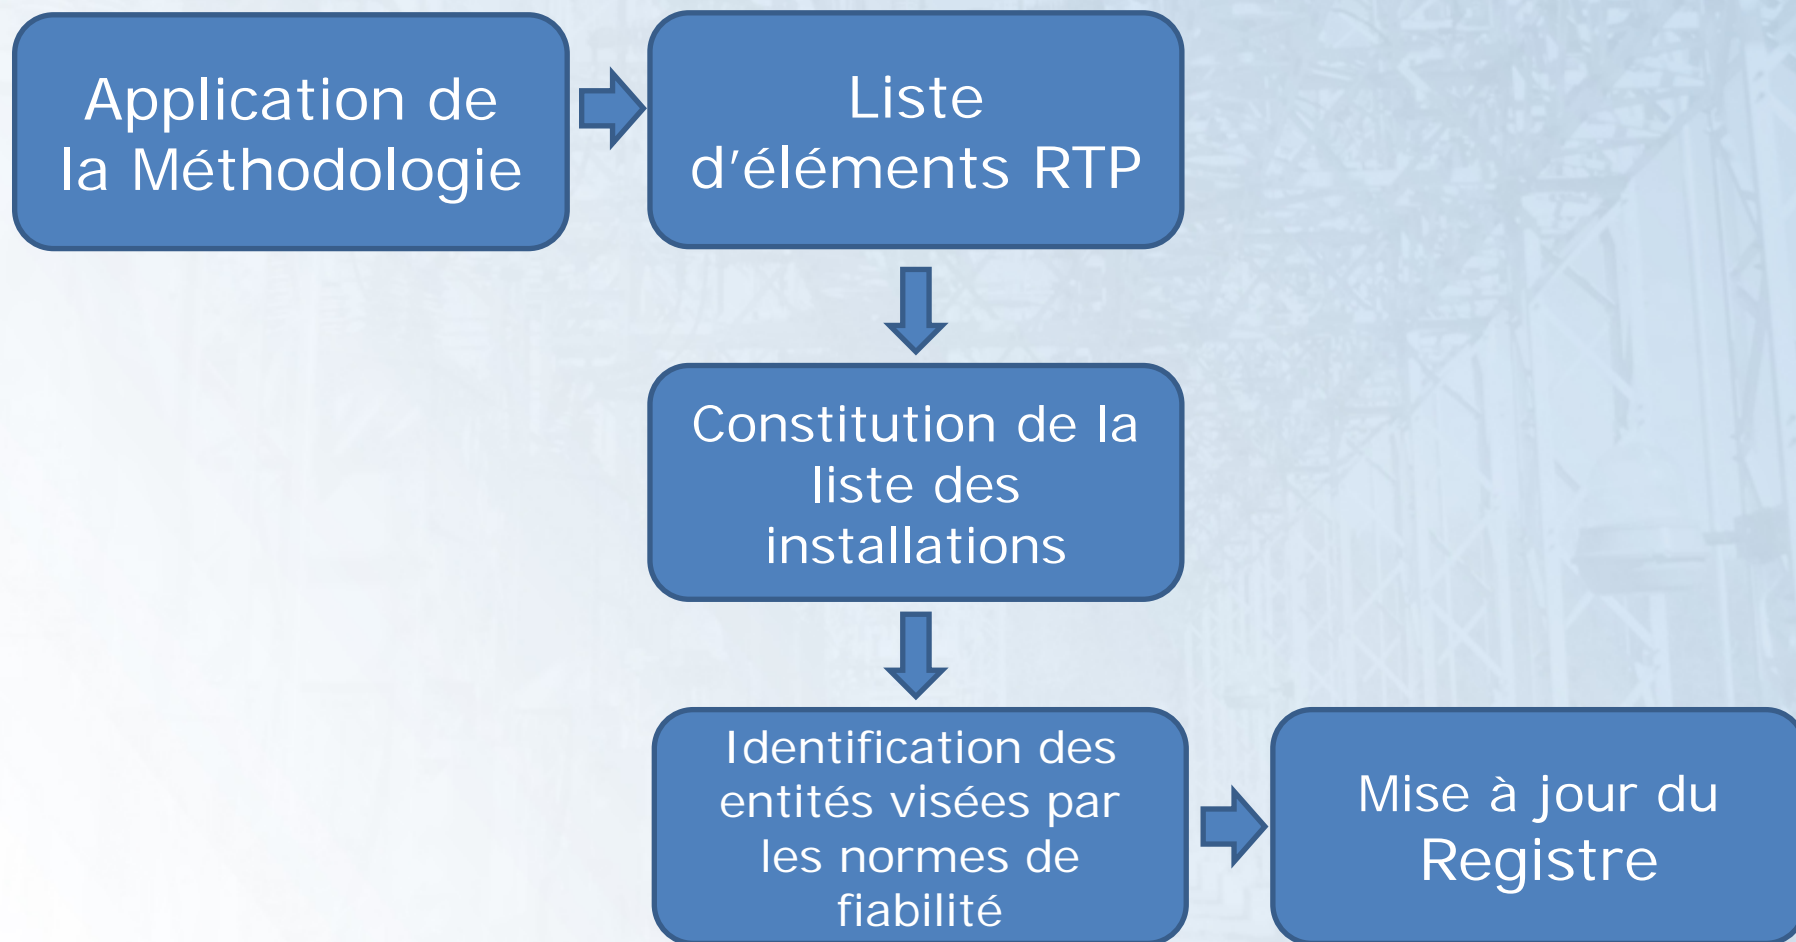 Application de
la Méthodologie
Liste
d'éléments RTP
Constitution de la
liste des
installations
Identification des
entités visées par
les normes de
fiabilité
Mise à jour du
Registre